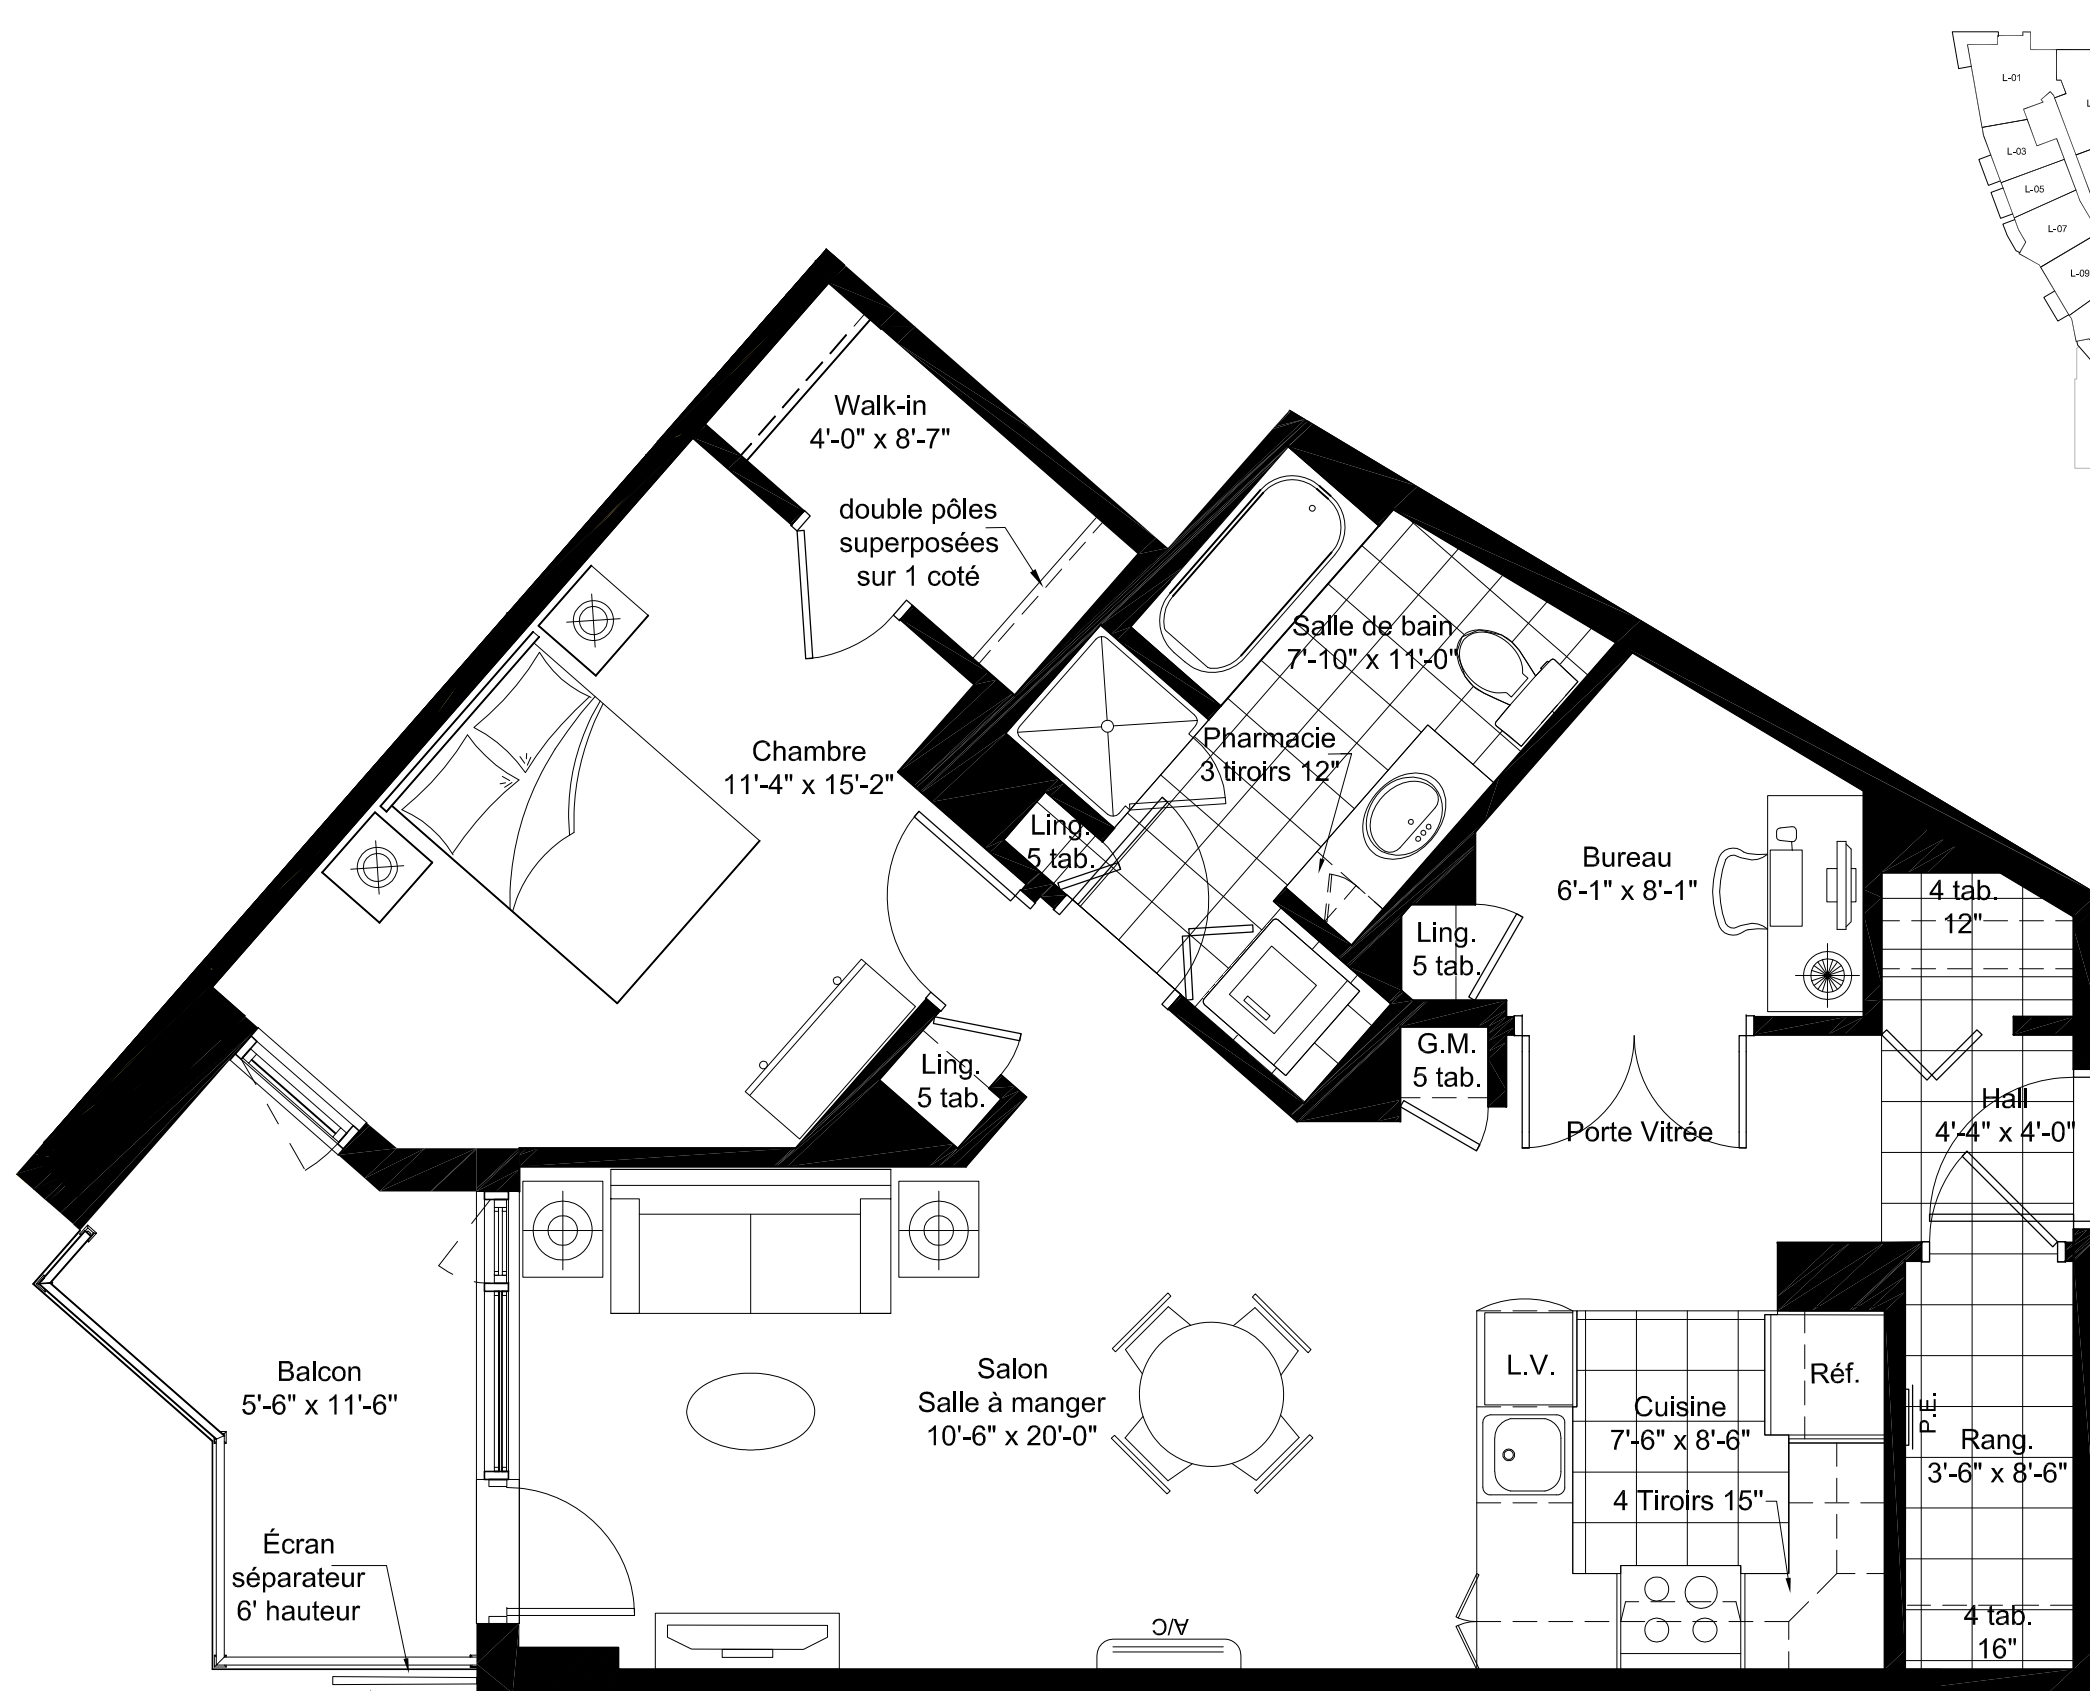 L-01
L-03
L-05
L-07
L-09
Walk-in
4'-0" x 8'-7"
double pôles
superposées
sur 1 coté
Salle de bain
7'-10" x 11'-0"
Pharmacie
3 tiroirs 12"
Chambre
11'-4" x 15'-2"
Ling.
5 tab.
Bureau
6'-1" x 8'-1"
4 tab.
12"
Ling.
5 tab.
G.M.
5 tab.
Ling.
5 tab.
Porte Vitrée
Hall
4'-4" x 4'-0"
Balcon
5'-6" x 11'-6"
Salon
Salle à manger
10'-6" x 20'-0"
L.V.
Réf.
Cuisine
7'-6" x 8'-6"
P.E.
Rang.
3'-6" x 8'-6"
4 Tiroirs 15"
Écran
séparateur
6' hauteur
A/C
4 tab.
16"